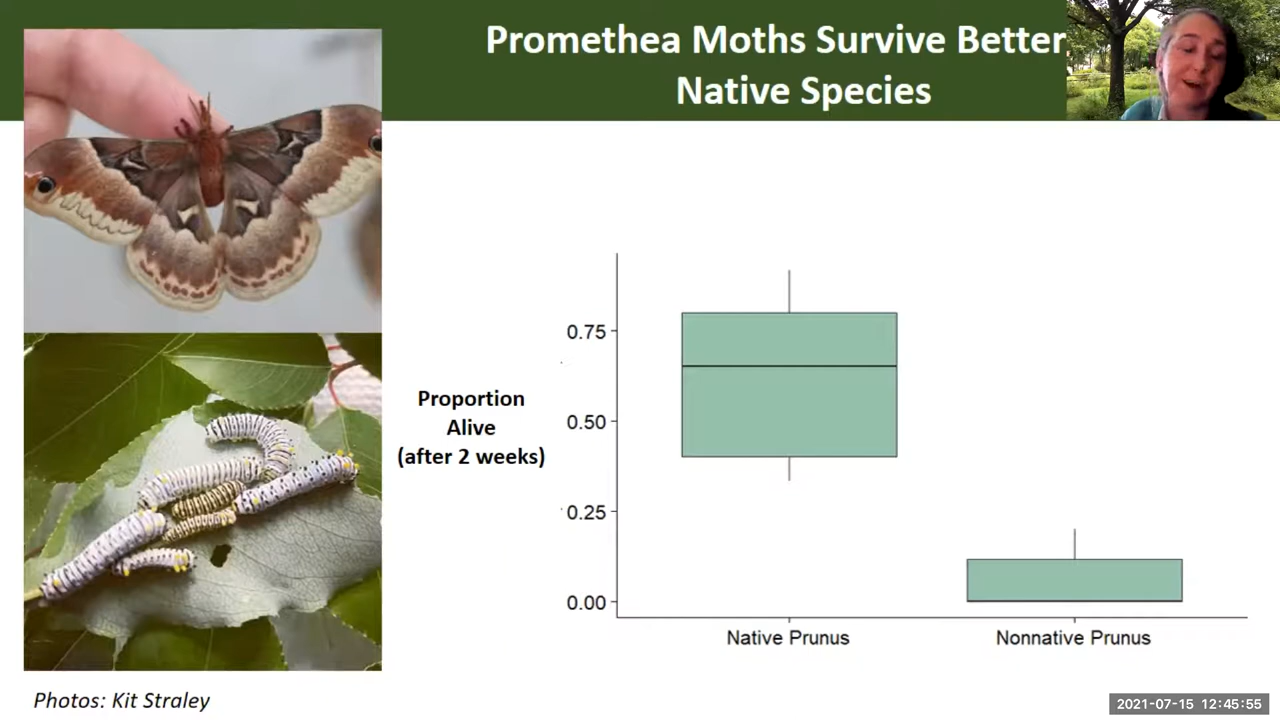 Promethea Moths Survive Better
Native Species
Proportion
Alive
(after 2 weeks)
0.75
0.50
0.25
0.00
Native Prunus
Nonnative Prunus
Photos: Kit Straley
2021-07-15 12:45:55